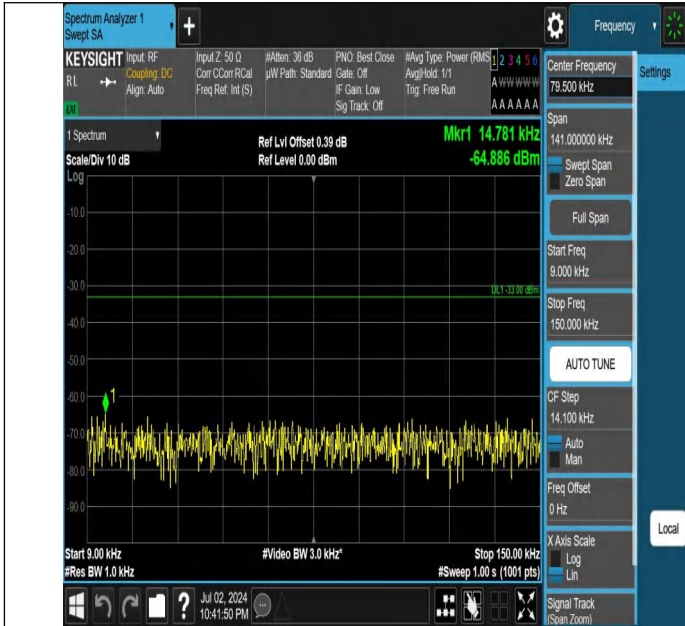 Spectrum Analyzer 1
Swept SA
Frequency
KEYSIGHT
RL
Input: RF
Coupling: DC
Align: Auto
Input Z: 50 Ω
Corr CCorr RCal
Freq Ref: Int (S)
#Atten: 36 dB
µW Path: Standard
PNO: Best Close
Gate: Off
IF Gain: Low
Sig Track: Off
#Avg Type: Power (RMS
Avg|Hold: 1/1
Trig: Free Run
1 2 3 4 5 6
A W W W W W
A A A A A A
1 Spectrum
Scale/Div 10 dB
Log
Ref Lvl Offset 0.39 dB
Ref Level 0.00 dBm
Mkr1 14.781 kHz
-64.886 dBm
-10.0
-20.0
-30.0
DL1 -33.00 dBm
-40.0
-50.0
-60.0
1
-70.0
-80.0
-90.0
Start 9.00 kHz
#Res BW 1.0 kHz
#Video BW 3.0 kHz*
Stop 150.00 kHz
#Sweep 1.00 s (1001 pts)
Jul 02, 2024
10:41:50 PM
Center Frequency
79.500 kHz
Settings
Span
141.000000 kHz
Swept Span
Zero Span
Full Span
Start Freq
9.000 kHz
Stop Freq
150.000 kHz
AUTO TUNE
CF Step
14.100 kHz
Auto
Man
Freq Offset
0 Hz
X Axis Scale
Log
Lin
Local
Signal Track
(Span Zoom)